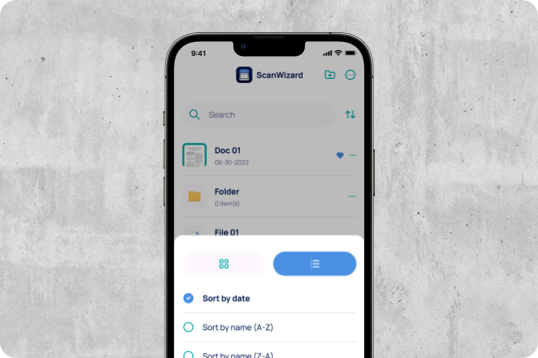 9:41
ScanWizard
Search
Doc 01
06-30-2022
Folder
0 item(s)
File 01
Sort by date
Sort by name (A-Z)
Sort by name (Z-A)